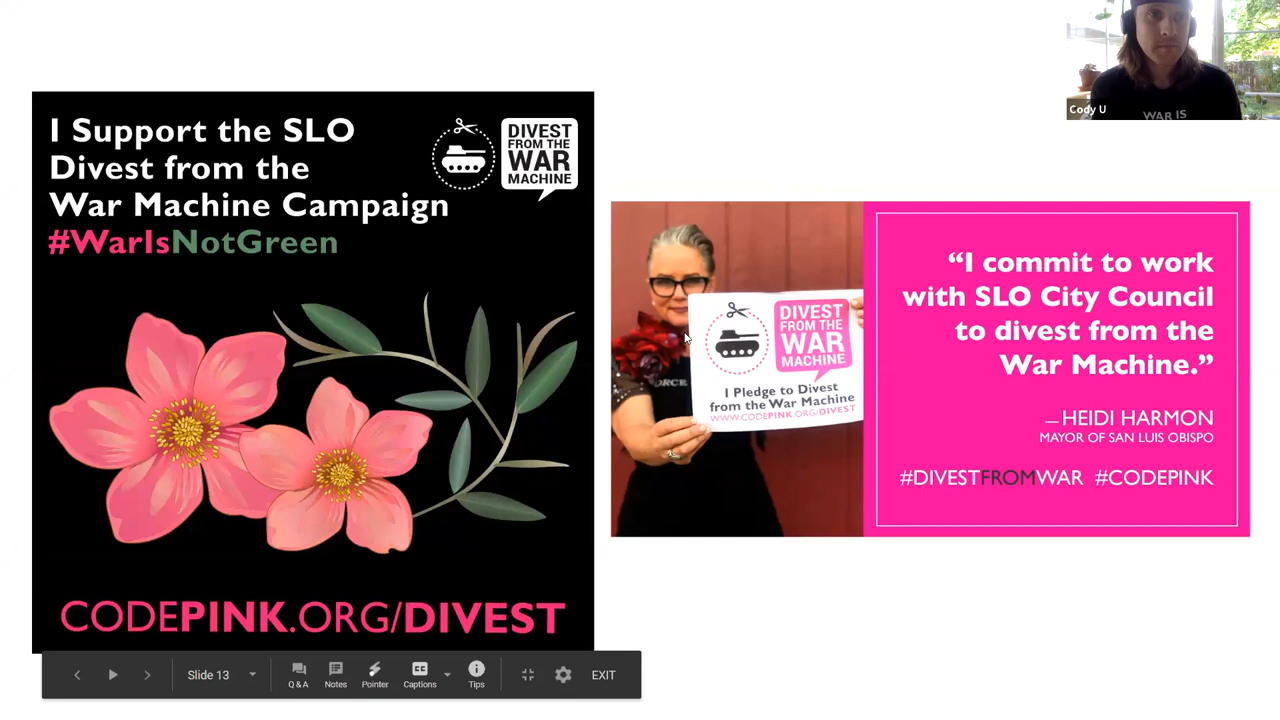 I Support the SLO
Divest from the
War Machine Campaign
#WarIsNotGreen
DIVEST
FROM THE
WAR
MACHINE
CODEPINK.ORG/DIVEST
Cody U
WAR IS
ORCE
DIVEST
FROM THE
WAR
MACHINE
I Pledge to Divest
from the War Machine
WWW.CODEPINK.ORG/DIVEST
“I commit to work
with SLO City Council
to divest from the
War Machine.”
—HEIDI HARMON
MAYOR OF SAN LUIS OBISPO
#DIVESTFROMWAR #CODEPINK
Slide 13
Q & A
Notes
Pointer
Captions
Tips
EXIT